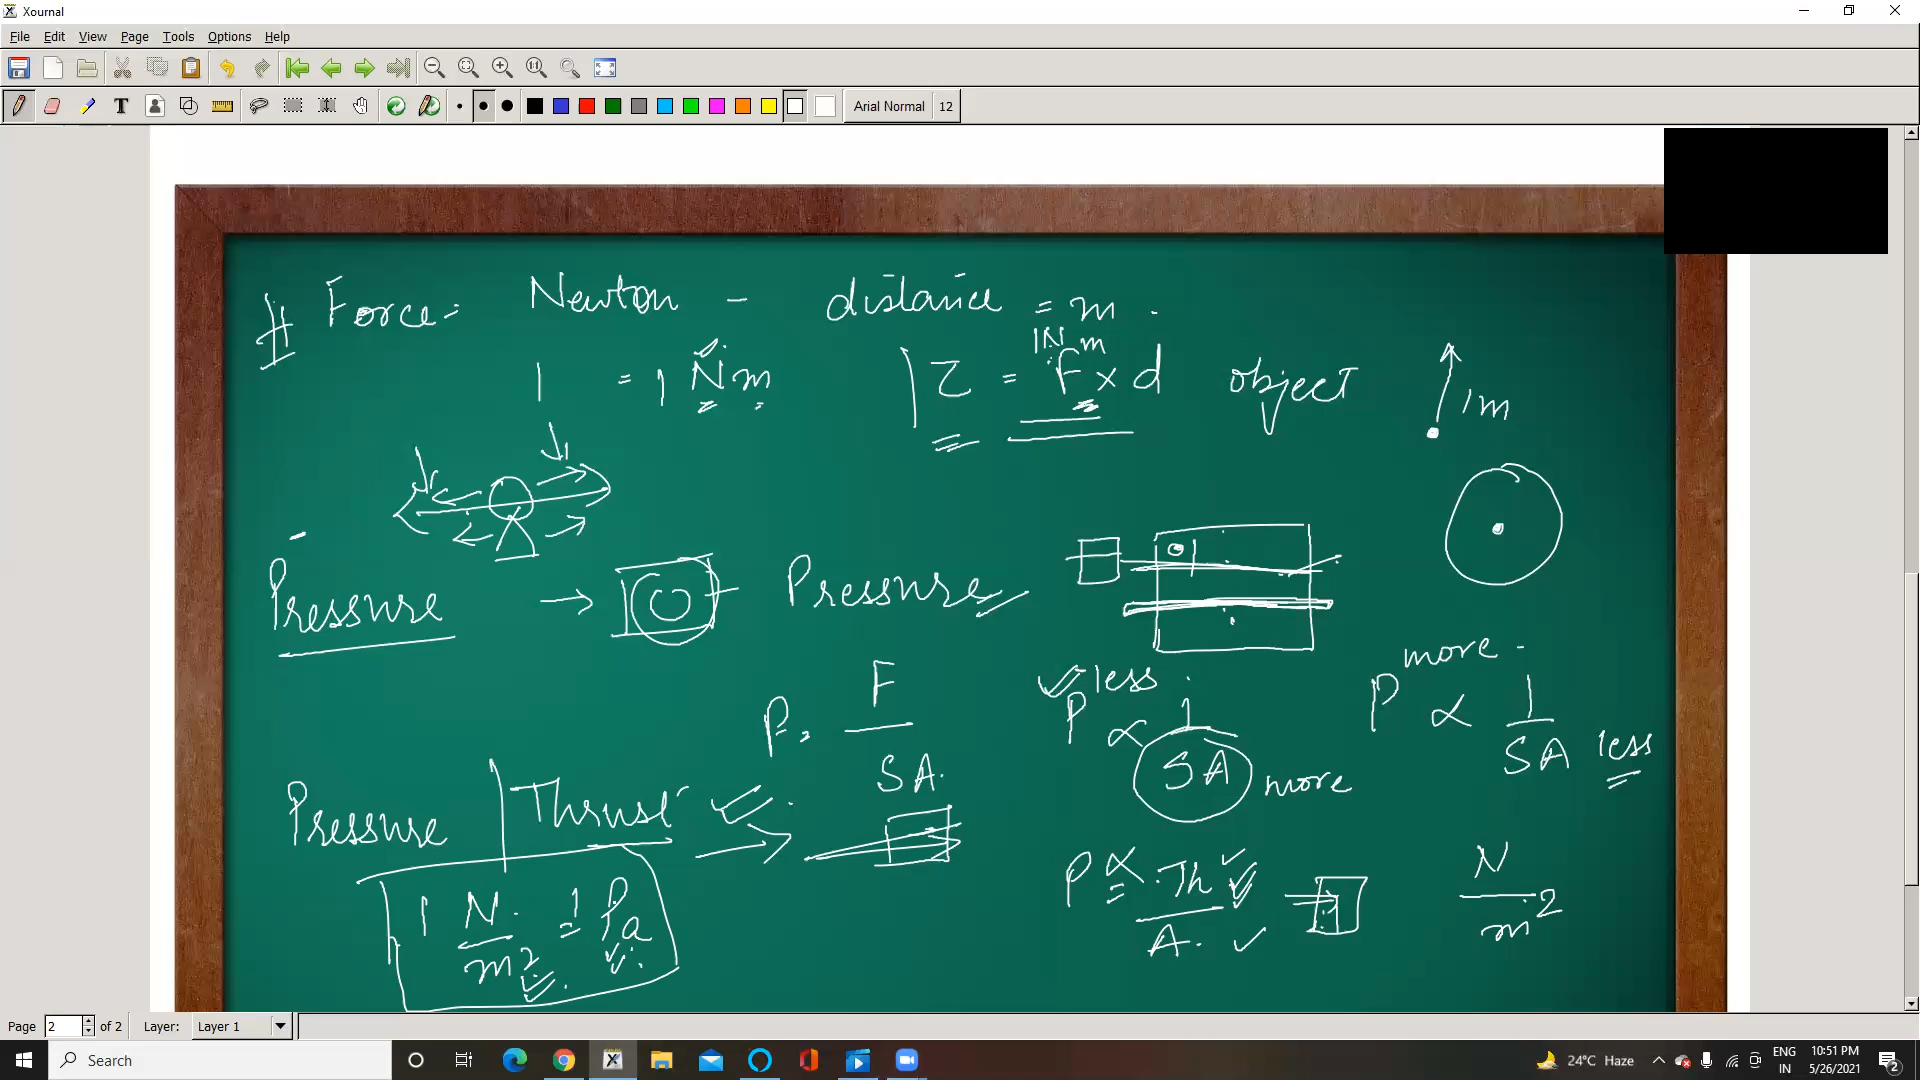 Xournal
File Edit View Page Tools Options Help
Arial Normal 12
# Force = Newton - distance = m .
1N m
1 = 1 Nm τ = F × d object 1m
Pressure → Pressure
P = F / SA
less
P ∝ 1 / SA more
more
P ∝ 1 / SA less
Pressure | Thrust
1 N / m2 = 1 Pa
P ∝ Th / A.
N / m2
Page 2 of 2 Layer: Layer 1
Search
24°C Haze
ENG
IN
10:51 PM
5/26/2021
2